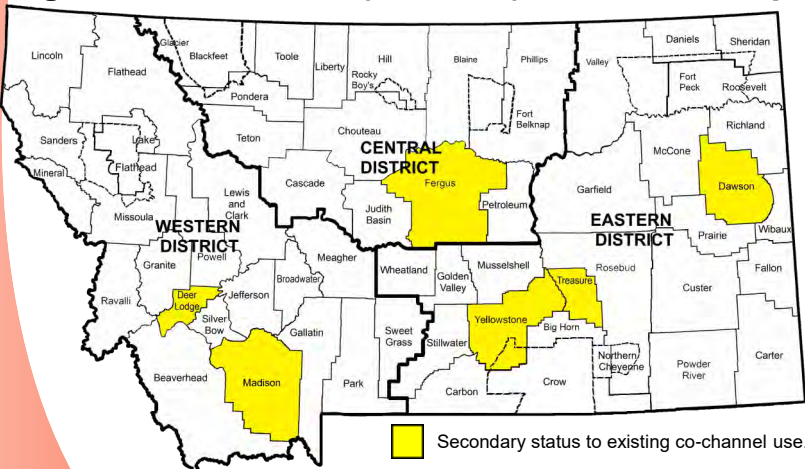 Lincoln
Flathead
Glacier
Blackfeet
Toole
Liberty
Hill
Rocky
Boy's
Blaine
Phillips
Valley
Daniels
Sheridan
Fort
Peck
Roosevelt
Pondera
Fort
Belknap
Sanders
Lake
Flathead
Teton
Chouteau
CENTRAL
DISTRICT
Fergus
McCone
Richland
Dawson
Mineral
Missoula
Lewis
and
Clark
Cascade
Judith
Basin
Petroleum
Garfield
EASTERN
DISTRICT
Prairie
Wibaux
WESTERN
DISTRICT
Powell
Granite
Meagher
Wheatland
Golden
Valley
Musselshell
Treasure
Rosebud
Custer
Fallon
Ravalli
Deer
Lodge
Silver
Bow
Jefferson
Broadwater
Gallatin
Sweet
Grass
Stillwater
Yellowstone
Big Horn
Northern
Cheyenne
Powder
River
Carter
Beaverhead
Madison
Park
Carbon
Crow
Secondary status to existing co-channel use.